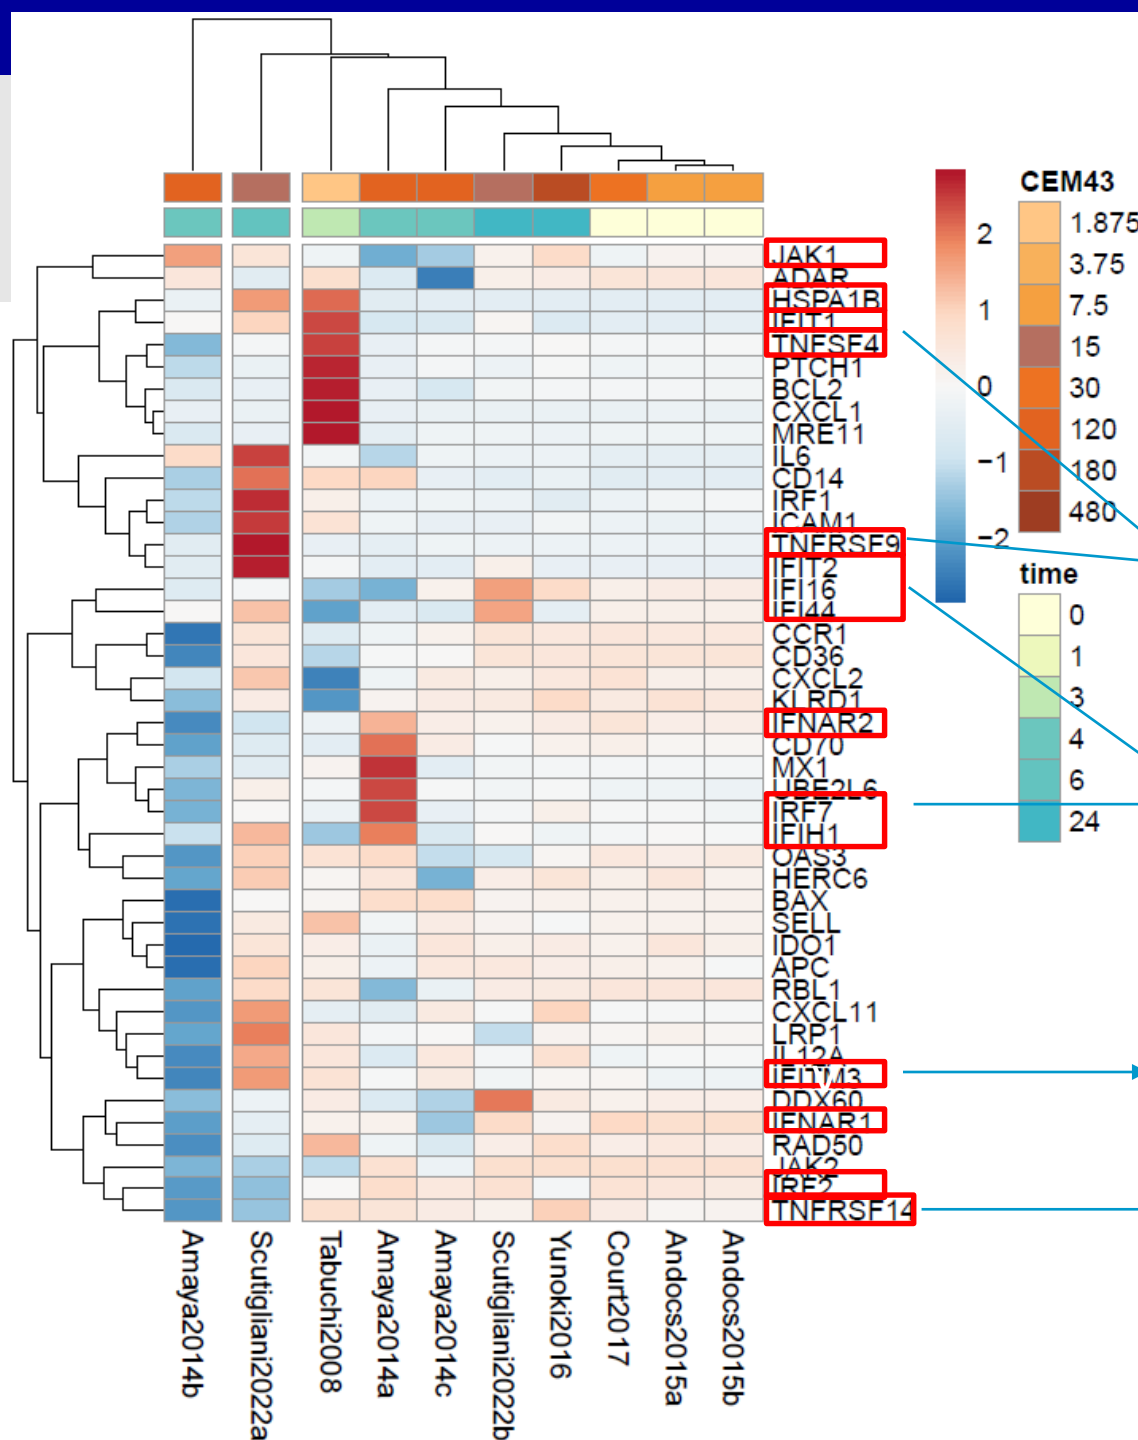 CEM43
1.875
3.75
7.5
15
30
120
180
480
2
1
0
−1
−2
time
0
1
3
4
6
24
JAK1
ADAR
HSPA1B
IFIT1
TNFSF4
PTCH1
BCL2
CXCL1
MRE11
IL6
CD14
IRF1
ICAM1
TNFRSF9
IFIT2
IFI16
IFI44
CCR1
CD36
CXCL2
KLRD1
IFNAR2
CD70
MX1
UBE2L6
IRF7
IFIH1
OAS3
HERC6
BAX
SELL
IDO1
APC
RBL1
CXCL11
LRP1
IL12A
IFITM3
DDX60
IFNAR1
RAD50
JAK2
IRF2
TNFRSF14
Amaya2014b
Scutigliani2022a
Tabuchi2008
Amaya2014a
Amaya2014c
Scutigliani2022b
Yunoki2016
Court2017
Andocs2015a
Andocs2015b